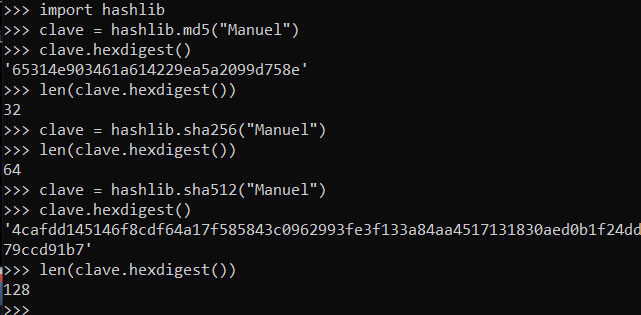 >>> import hashlib
>>> clave = hashlib.md5("Manuel")
>>> clave.hexdigest()
'65314e903461a614229ea5a2099d758e'
>>> len(clave.hexdigest())
32
>>> clave = hashlib.sha256("Manuel")
>>> len(clave.hexdigest())
64
>>> clave = hashlib.sha512("Manuel")
>>> clave.hexdigest()
'4cafdd145146f8cdf64a17f585843c0962993fe3f133a84aa4517131830aed0b1f24dd
79ccd91b7'
>>> len(clave.hexdigest())
128
>>>